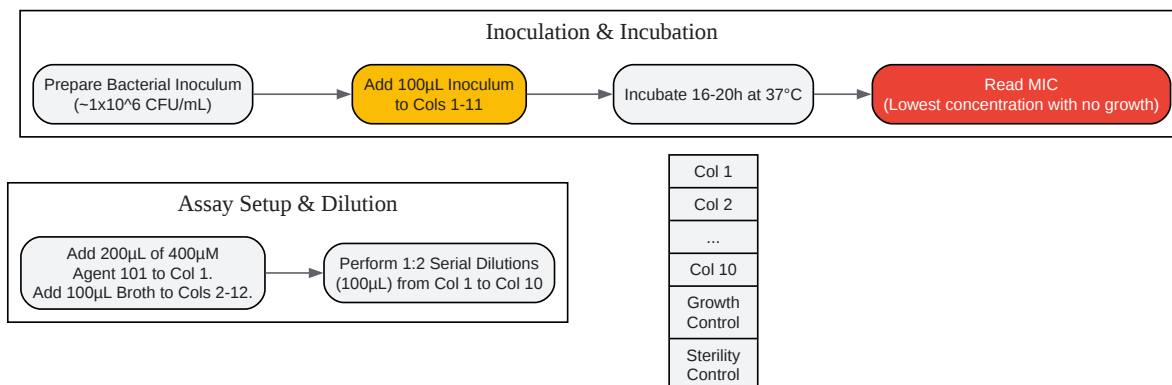 Inoculation & Incubation
Prepare Bacterial Inoculum
(~1x10^6 CFU/mL)
Add 100µL Inoculum
to Cols 1-11
Incubate 16-20h at 37°C
Read MIC
(Lowest concentration with no growth)
Assay Setup & Dilution
Add 200µL of 400µM
Agent 101 to Col 1.
Add 100µL Broth to Cols 2-12.
Perform 1:2 Serial Dilutions
(100µL) from Col 1 to Col 10
Col 1
Col 2
...
Col 10
Growth
Control
Sterility
Control